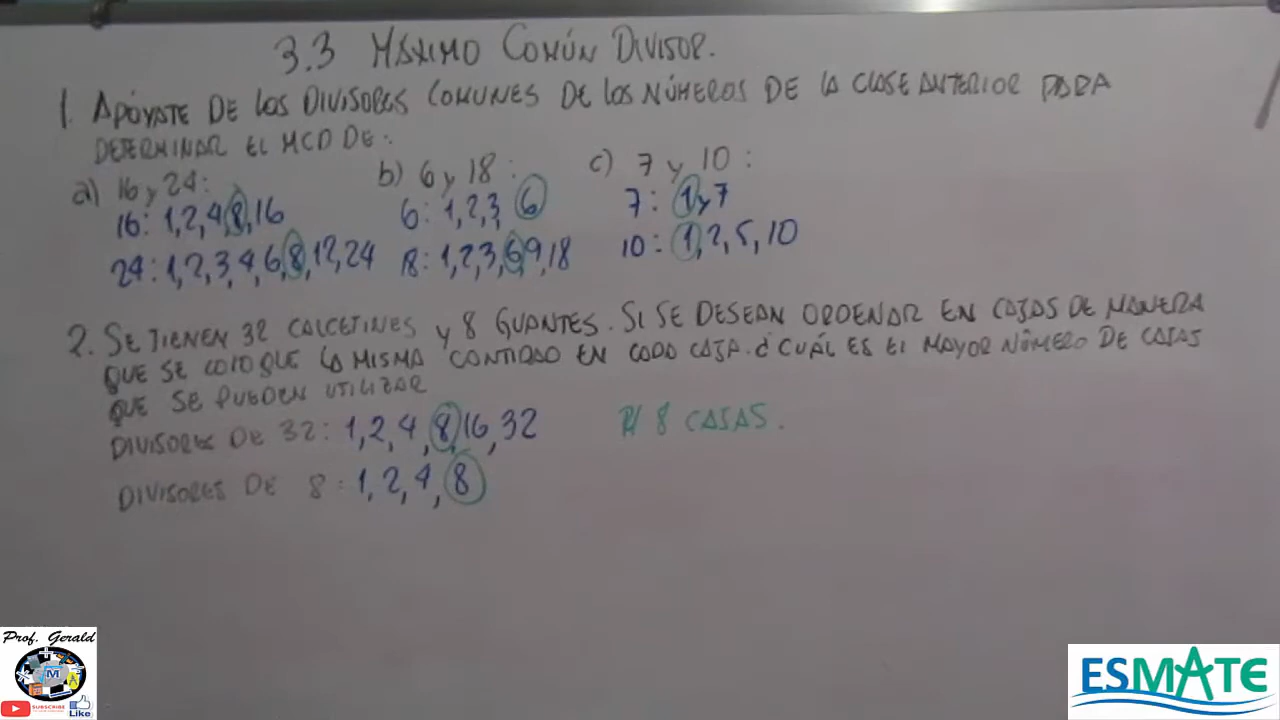 3.3 MÁXIMO COMÚN DIVISOR.
1. APÓYATE DE LOS DIVISORES COMUNES DE LOS NÚMEROS DE LA CLASE ANTERIOR PARA
DETERMINAR EL MCD DE:
a) 16 y 24:
16: 1, 2, 4, 8, 16
24: 1, 2, 3, 4, 6, 8, 12, 24
b) 6 y 18:
6: 1, 2, 3, 6
18: 1, 2, 3, 6, 9, 18
c) 7 y 10:
7: 1 y 7
10: 1, 2, 5, 10
2. SE TIENEN 32 CALCETINES y 8 GUANTES. SI SE DESEAN ORDENAR EN CAJAS DE MANERA
QUE SE COLOQUE LA MISMA CANTIDAD EN CADA CAJA. ¿CUÁL ES EL MAYOR NÚMERO DE CAJAS
QUE SE PUEDEN UTILIZAR
DIVISORES DE 32: 1, 2, 4, 8, 16, 32
R/ 8 CAJAS.
DIVISORES DE 8: 1, 2, 4, 8
Prof. Gerald
M
SUBSCRIBE
Like
ESMATE